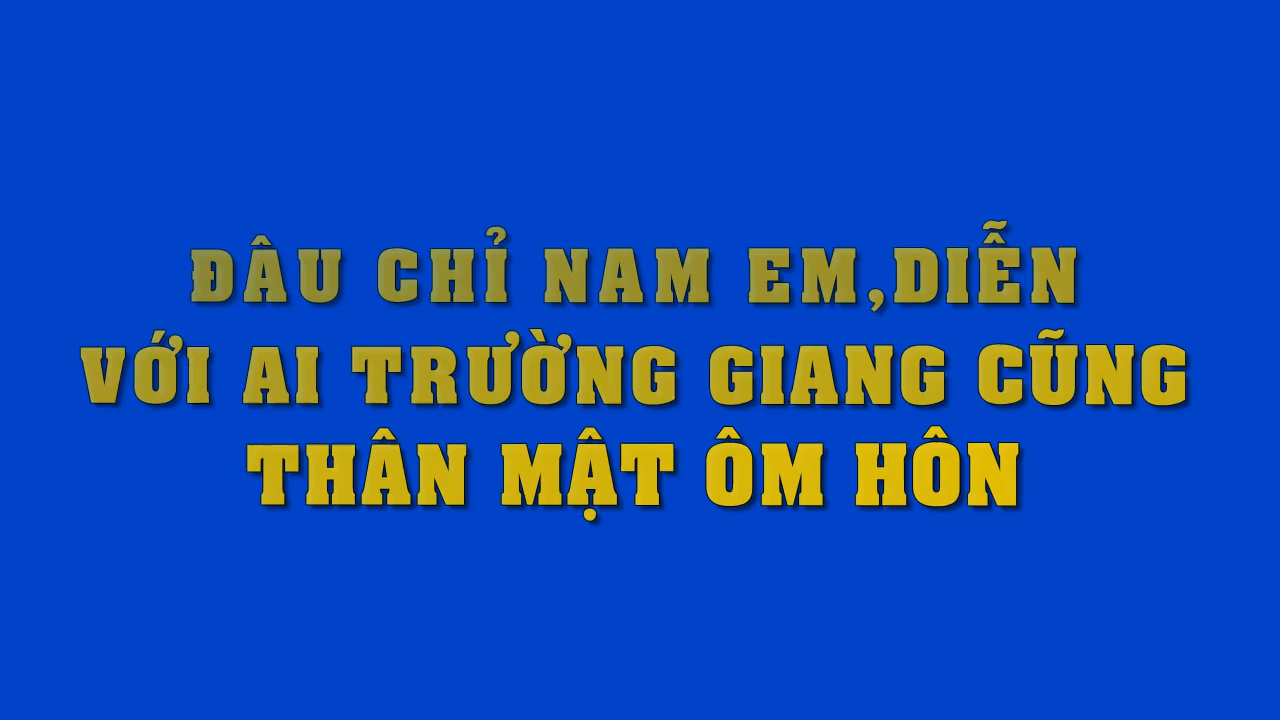 ĐÂU CHỈ NAM EM,DIỄN
VỚI AI TRƯỜNG GIANG CŨNG
THÂN MẬT ÔM HÔN